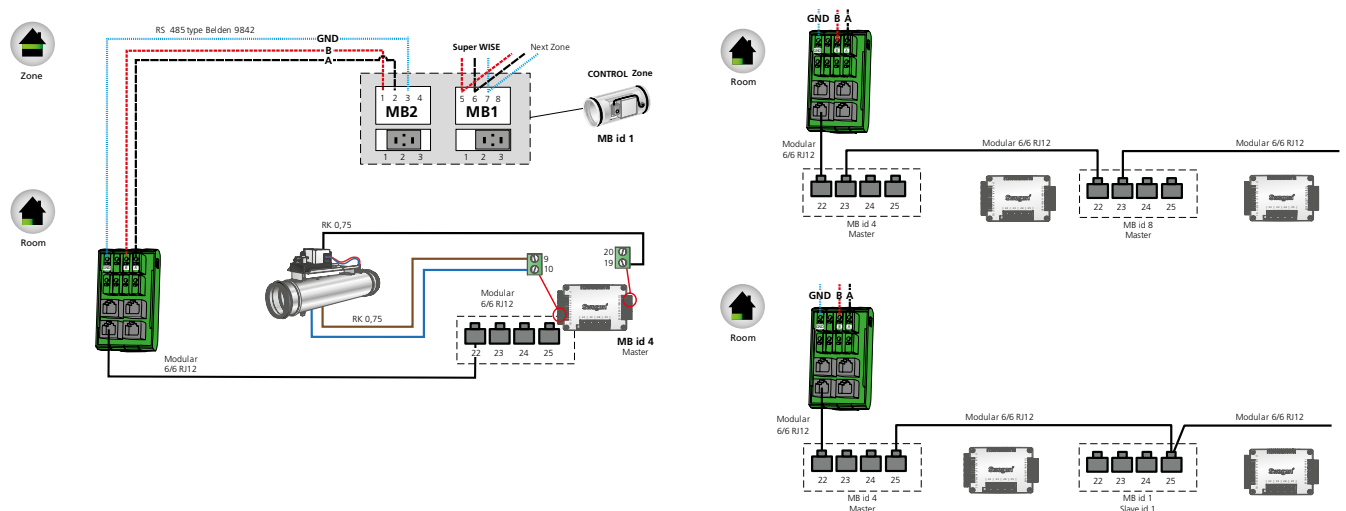 Zone
RS 485 type Belden 9842
GND
B
A
Super WISE
Next Zone
CONTROL Zone
MB id 1
1 2 3 4
MB2
5 6 7 8
MB1
1 2 3
1 2 3
Room
RK 0,75
RK 0,75
9
10
20
19
Modular
6/6 RJ12
Swegon
22 23 24 25
MB id 4
Master
Modular
6/6 RJ12
GND B A
Room
Modular
6/6 RJ12
Modular 6/6 RJ12
Modular 6/6 RJ12
22 23 24 25
MB id 4
Master
Swegon
22 23 24 25
MB id 8
Master
Swegon
GND B A
Room
Modular
6/6 RJ12
Modular 6/6 RJ12
Modular 6/6 RJ12
22 23 24 25
MB id 4
Master
Swegon
22 23 24 25
MB id 1
Slave id 1
Swegon